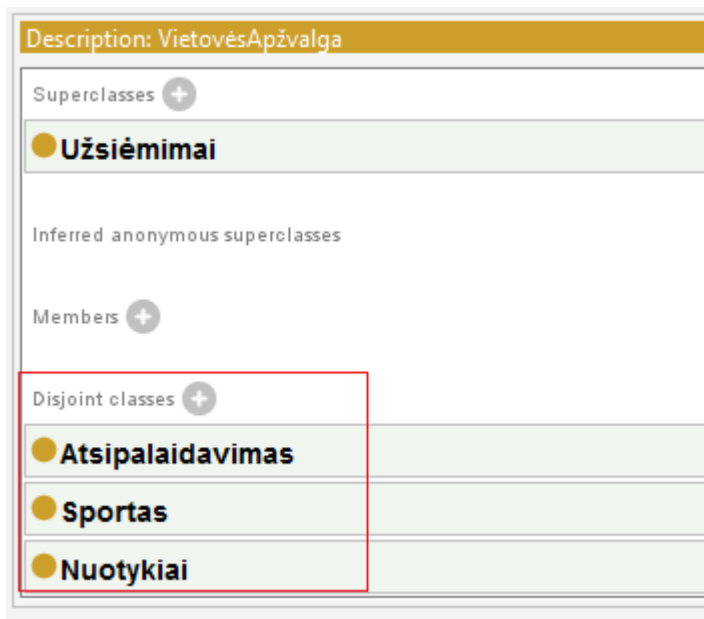 Description: VietovėsApžvalga
Superclasses
Užsiėmimai
Inferred anonymous superclasses
Members
Disjoint classes
Atsipalaidavimas
Sportas
Nuotykiai